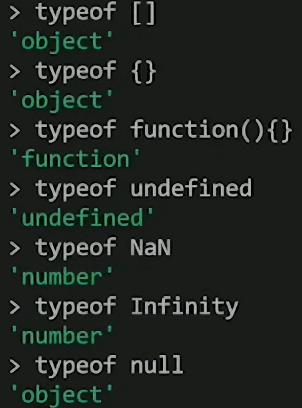 > typeof []
'object'
> typeof {}
'object'
> typeof function(){}
'function'
> typeof undefined
'undefined'
> typeof NaN
'number'
> typeof Infinity
'number'
> typeof null
'object'